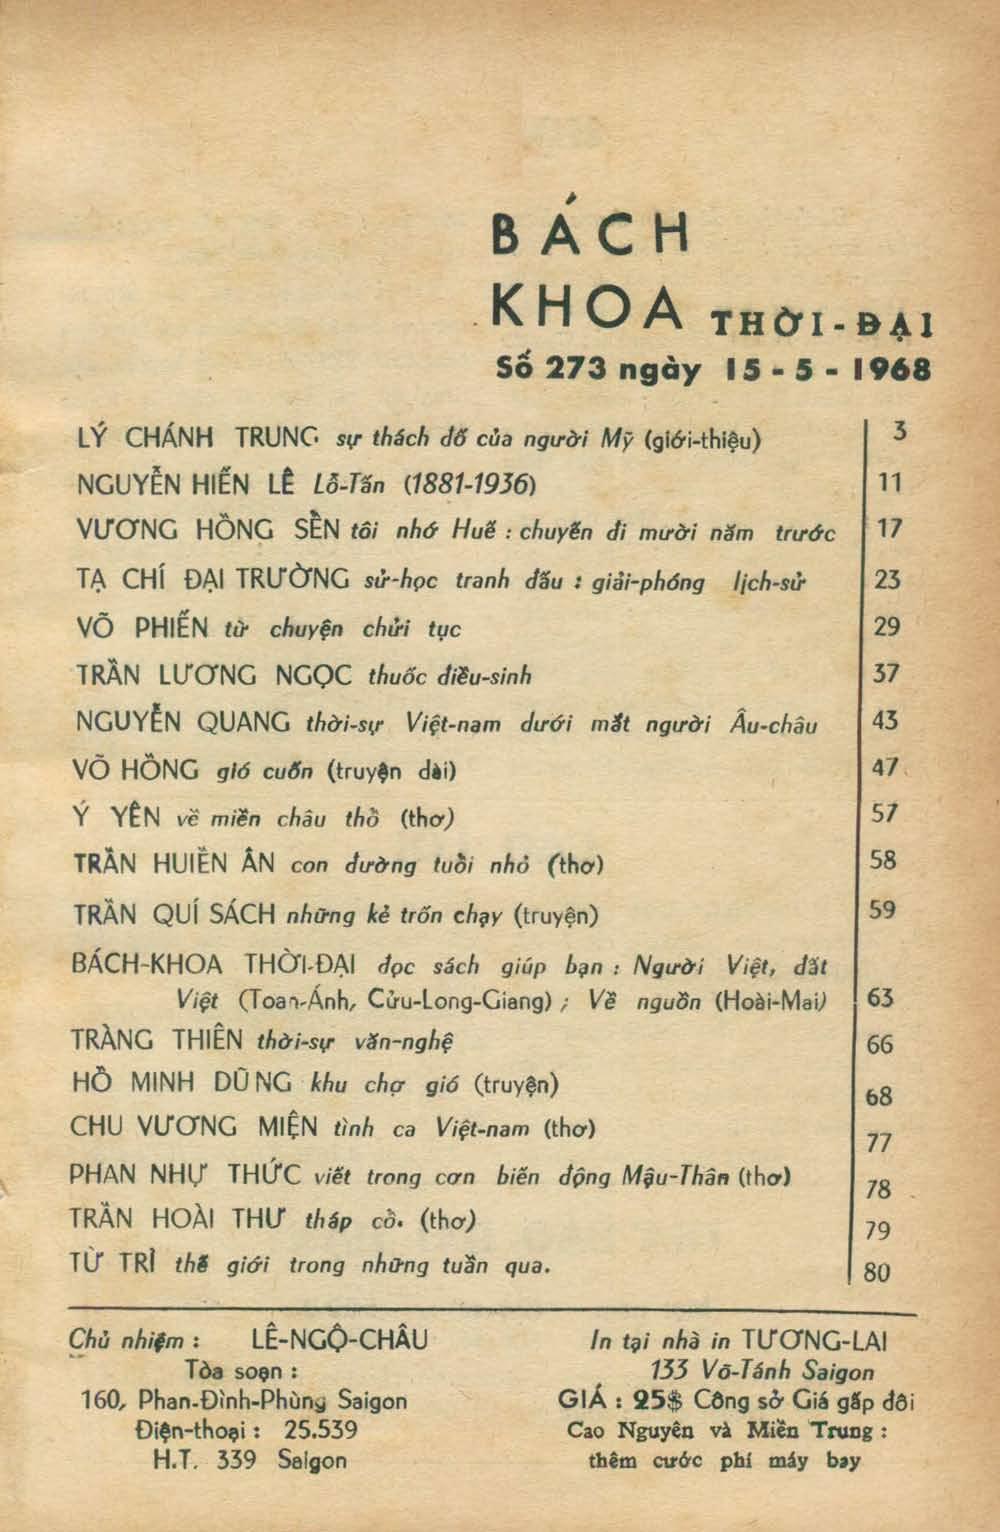 BÁCH
KHOA THỜI-ĐẠI
Số 273 ngày 15 - 5 - 1968
LÝ CHÁNH TRUNG sự thách đố của người Mỹ (giới-thiệu) 3
NGUYỄN HIẾN LÊ Lỗ-Tấn (1881-1936) 11
VƯƠNG HỒNG SỀN tôi nhớ Huế : chuyến đi mười năm trước 17
TẠ CHÍ ĐẠI TRƯỜNG sử-học tranh đấu : giải-phóng lịch-sử 23
VÕ PHIẾN từ chuyện chửi tục 29
TRẦN LƯƠNG NGỌC thuốc điều-sinh 37
NGUYỄN QUANG thời-sự Việt-nam dưới mắt người Âu-châu 43
VÕ HỒNG gió cuốn (truyện dài) 47
Ý YÊN về miền châu thổ (thơ) 57
TRẦN HUIỀN ÂN con đường tuổi nhỏ (thơ) 58
TRẦN QUÍ SÁCH những kẻ trốn chạy (truyện) 59
BÁCH-KHOA THỜI-ĐẠI đọc sách giúp bạn : Người Việt, đất
Việt (Toan-Ánh, Cửu-Long-Giang) ; Về nguồn (Hoài-Mai) 63
TRÀNG THIÊN thời-sự văn-nghệ 66
HỒ MINH DŨNG khu chợ gió (truyện) 68
CHU VƯƠNG MIỆN tình ca Việt-nam (thơ) 77
PHAN NHỰ THỨC viết trong cơn biến động Mậu-Thân (thơ) 78
TRẦN HOÀI THƯ tháp cổ. (thơ) 79
TỪ TRÌ thế giới trong những tuần qua. 80
Chủ nhiệm : LÊ-NGỘ-CHÂU
Tòa soạn :
160, Phan-Đình-Phùng Saigon
Điện-thoại : 25.539
H.T. 339 Saigon
In tại nhà in TƯƠNG-LAI
133 Võ-Tánh Saigon
GIÁ : 25$ Công sở Giá gấp đôi
Cao Nguyên và Miền Trung :
thêm cước phí máy bay